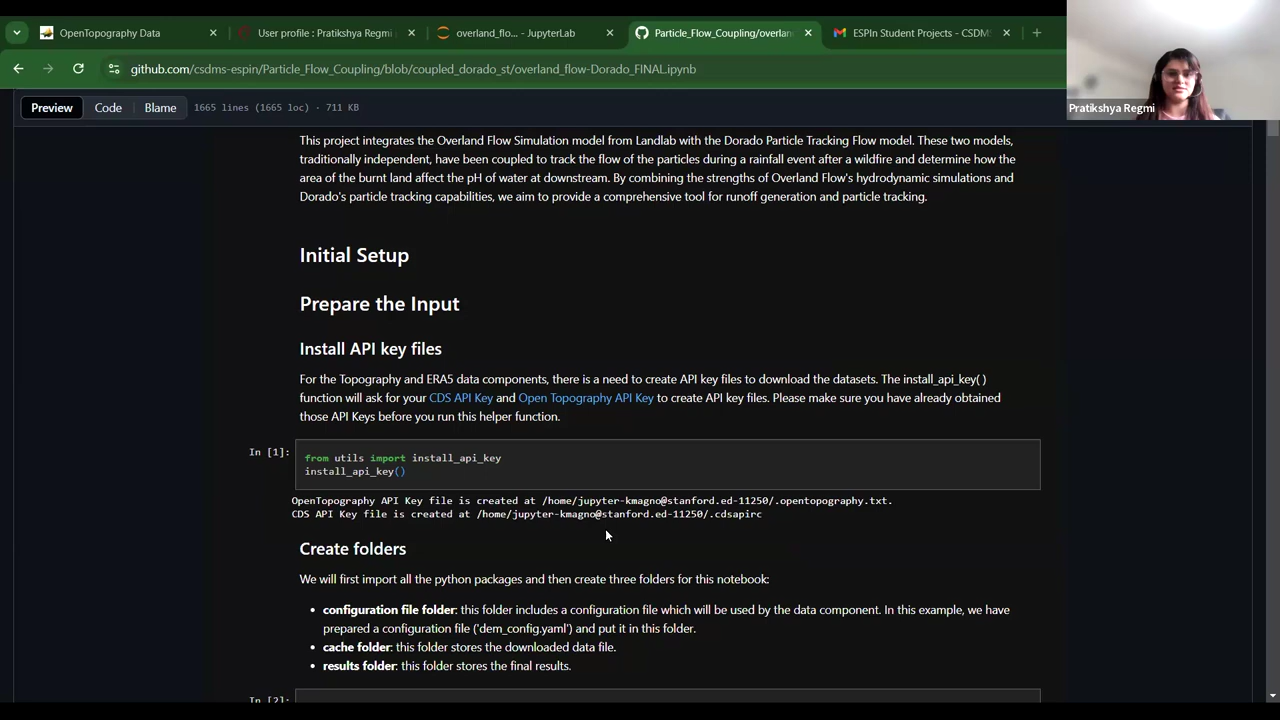 OpenTopography Data
User profile : Pratikshya Regmi
overland_flo... - JupyterLab
Particle_Flow_Coupling/overlan
ESPIn Student Projects - CSDMS
github.com/csdms-espin/Particle_Flow_Coupling/blob/coupled_dorado_st/overland_flow-Dorado_FINAL.ipynb
Pratikshya Regmi
Preview Code Blame 1665 lines (1665 loc) · 711 KB
This project integrates the Overland Flow Simulation model from Landlab with the Dorado Particle Tracking Flow model. These two models,
traditionally independent, have been coupled to track the flow of the particles during a rainfall event after a wildfire and determine how the
area of the burnt land affect the pH of water at downstream. By combining the strengths of Overland Flow's hydrodynamic simulations and
Dorado's particle tracking capabilities, we aim to provide a comprehensive tool for runoff generation and particle tracking.
Initial Setup
Prepare the Input
Install API key files
For the Topography and ERA5 data components, there is a need to create API key files to download the datasets. The install_api_key( )
function will ask for your CDS API Key and Open Topography API Key to create API key files. Please make sure you have already obtained
those API Keys before you run this helper function.
In [1]:
from utils import install_api_key
install_api_key()
OpenTopography API Key file is created at /home/jupyter-kmagno@stanford.ed-11250/.opentopography.txt.
CDS API Key file is created at /home/jupyter-kmagno@stanford.ed-11250/.cdsapirc
Create folders
We will first import all the python packages and then create three folders for this notebook:
• configuration file folder: this folder includes a configuration file which will be used by the data component. In this example, we have
prepared a configuration file ('dem_config.yaml') and put it in this folder.
• cache folder: this folder stores the downloaded data file.
• results folder: this folder stores the final results.
In [2]: